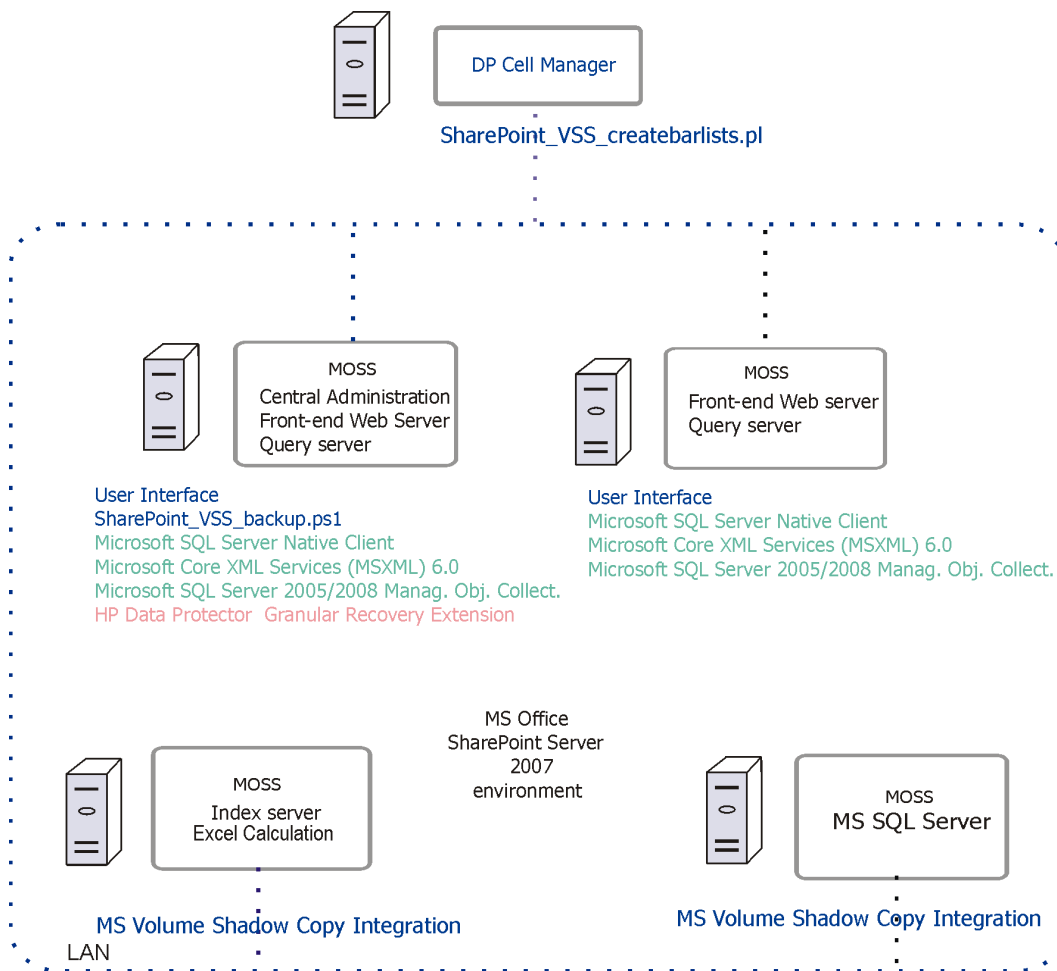 DP Cell Manager
SharePoint_VSS_createbarlists.pl
MOSS
Central Administration
Front-end Web Server
Query server
MOSS
Front-end Web server
Query server
User Interface
SharePoint_VSS_backup.ps1
Microsoft SQL Server Native Client
Microsoft Core XML Services (MSXML) 6.0
Microsoft SQL Server 2005/2008 Manag. Obj. Collect.
HP Data Protector  Granular Recovery Extension
User Interface
Microsoft SQL Server Native Client
Microsoft Core XML Services (MSXML) 6.0
Microsoft SQL Server 2005/2008 Manag. Obj. Collect.
MS Office
SharePoint Server
2007
environment
MOSS
Index server
Excel Calculation
MOSS
MS SQL Server
MS Volume Shadow Copy Integration
MS Volume Shadow Copy Integration
LAN